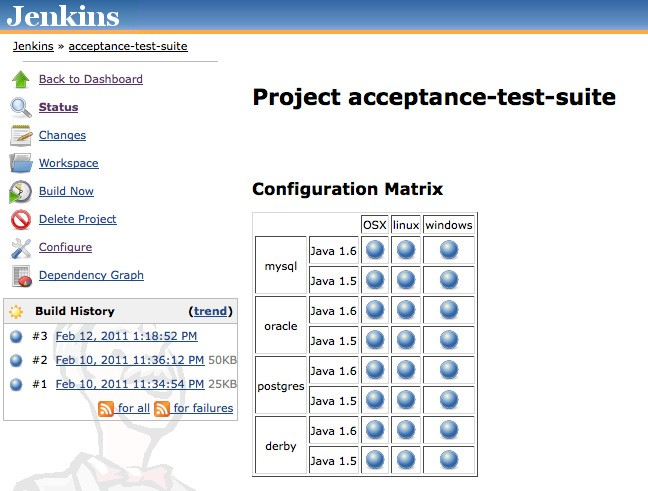 Jenkins
Jenkins » acceptance-test-suite
Back to Dashboard
Status
Changes
Workspace
Build Now
Delete Project
Configure
Dependency Graph
Build History (trend)
#3 Feb 12, 2011 1:18:52 PM
#2 Feb 10, 2011 11:36:12 PM 50KB
#1 Feb 10, 2011 11:34:54 PM 25KB
for all for failures
Project acceptance-test-suite
Configuration Matrix
OSX linux windows
mysql
Java 1.6
Java 1.5
oracle
Java 1.6
Java 1.5
postgres
Java 1.6
Java 1.5
derby
Java 1.6
Java 1.5